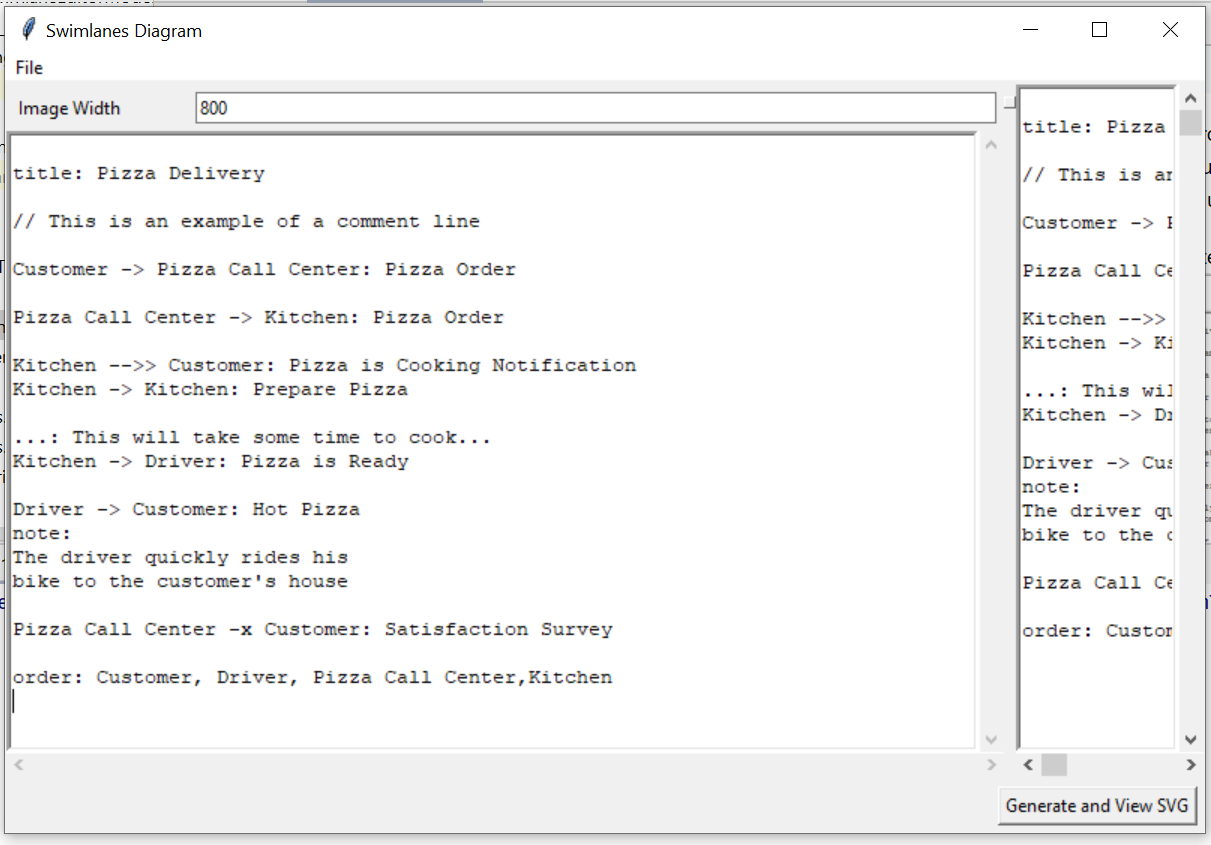 Swimlanes Diagram
File
Image Width
800
title: Pizza Delivery
// This is an example of a comment line
Customer -> Pizza Call Center: Pizza Order
Pizza Call Center -> Kitchen: Pizza Order
Kitchen -->> Customer: Pizza is Cooking Notification
Kitchen -> Kitchen: Prepare Pizza
...: This will take some time to cook...
Kitchen -> Driver: Pizza is Ready
Driver -> Customer: Hot Pizza
note:
The driver quickly rides his
bike to the customer's house
Pizza Call Center -x Customer: Satisfaction Survey
order: Customer, Driver, Pizza Call Center,Kitchen
title: Pizza
// This is an
Customer ->
Pizza Call Ce
Kitchen -->>
Kitchen -> Ki
...: This wil
Kitchen -> Dr
Driver -> Cus
note:
The driver qu
bike to the c
Pizza Call Ce
order: Custom
Generate and View SVG